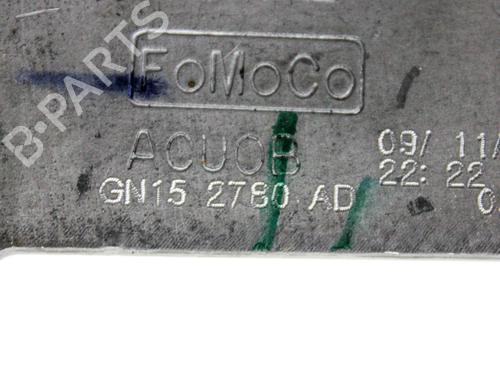 B-PARTS
FoMoCo
ACUOB
09/ 11/
GN15 2780 AD
22: 22